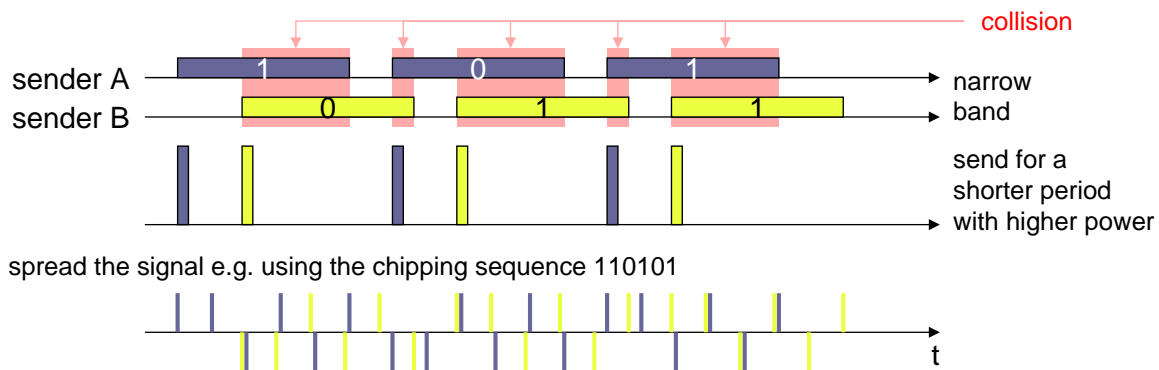 collision
sender A
1
0
1
narrow
band
sender B
0
1
1
send for a
shorter period
with higher power
spread the signal e.g. using the chipping sequence 110101
t